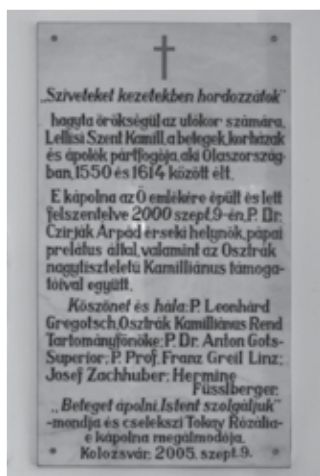 „Szíveteket kezetekben hordozzátok”
hagyta örökségül az utókor számára,
Lellisi Szent Kamill, a betegek, korházak
és ápolók pártfogója, aki Olaszország-
ban, 1550 és 1614 között élt.
E kápolna az Ő emlékére épült és lett
felszentelve 2000 szept. 9-én, P. Dr.
Czirják Árpád érseki helynök, pápai
prelátus által, valamint az Osztrák
nagytiszteletű Kamilliánus támoga-
tóival együtt.
Köszönet és hála: P. Leonhard
Gregotsch, Osztrák Kamilliánus Rend
Tartományfőnöke; P. Dr. Anton Gots-
Superior; P. Prof. Franz Greil Linz;
Josef Zachhuber; Hermine
Füsslberger.
„Beteget ápolni, Istent szolgáljuk”
-mondja és cselekszi Tokay Rozália-
e kápolna megálmodója.
Kolozsvár. 2005. szept. 9.